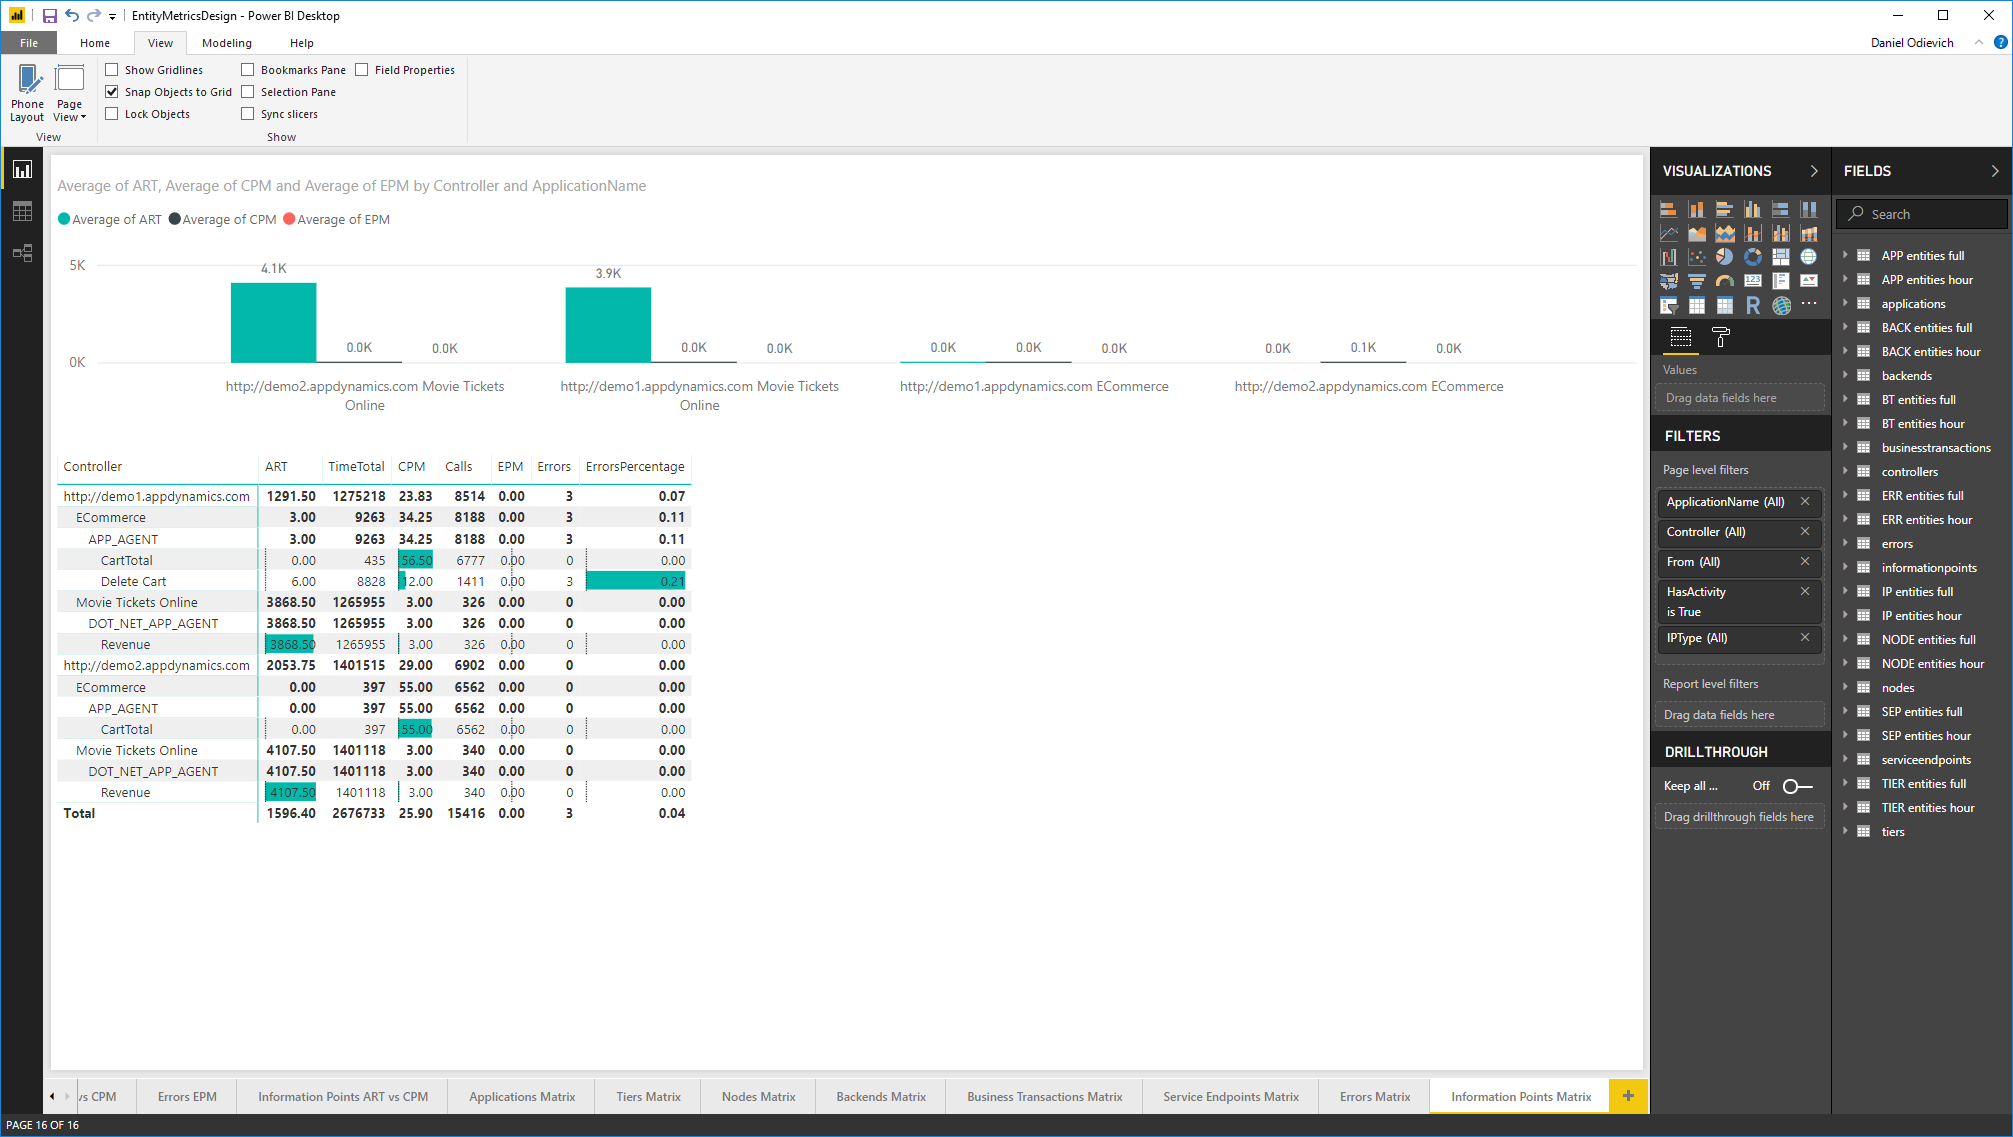 EntityMetricsDesign - Power BI Desktop
File Home View Modeling Help
Daniel Odievich
?
Phone Layout
Page View
Show Gridlines
Snap Objects to Grid
Lock Objects
Bookmarks Pane
Selection Pane
Sync slicers
Field Properties
View
Show
Average of ART, Average of CPM and Average of EPM by Controller and ApplicationName
Average of ART Average of CPM Average of EPM
5K
0K
4.1K 0.0K 0.0K
3.9K 0.0K 0.0K
0.0K 0.0K 0.0K
0.0K 0.1K 0.0K
http://demo2.appdynamics.com Movie Tickets
Online
http://demo1.appdynamics.com Movie Tickets
Online
http://demo1.appdynamics.com ECommerce
http://demo2.appdynamics.com ECommerce
Controller ART TimeTotal CPM Calls EPM Errors ErrorsPercentage
http://demo1.appdynamics.com 1291.50 1275218 23.83 8514 0.00 3 0.07
ECommerce 3.00 9263 34.25 8188 0.00 3 0.11
APP_AGENT 3.00 9263 34.25 8188 0.00 3 0.11
CartTotal 0.00 435 56.50 6777 0.00 0 0.00
Delete Cart 6.00 8828 12.00 1411 0.00 3 0.21
Movie Tickets Online 3868.50 1265955 3.00 326 0.00 0 0.00
DOT_NET_APP_AGENT 3868.50 1265955 3.00 326 0.00 0 0.00
Revenue 3868.50 1265955 3.00 326 0.00 0 0.00
http://demo2.appdynamics.com 2053.75 1401515 29.00 6902 0.00 0 0.00
ECommerce 0.00 397 55.00 6562 0.00 0 0.00
APP_AGENT 0.00 397 55.00 6562 0.00 0 0.00
CartTotal 0.00 397 55.00 6562 0.00 0 0.00
Movie Tickets Online 4107.50 1401118 3.00 340 0.00 0 0.00
DOT_NET_APP_AGENT 4107.50 1401118 3.00 340 0.00 0 0.00
Revenue 4107.50 1401118 3.00 340 0.00 0 0.00
Total 1596.40 2676733 25.90 15416 0.00 3 0.04
VISUALIZATIONS
123
R
...
Values
Drag data fields here
FILTERS
Page level filters
ApplicationName (All)
Controller (All)
From (All)
HasActivity
is True
IPType (All)
Report level filters
Drag data fields here
DRILLTHROUGH
Keep all ... Off
Drag drillthrough fields here
FIELDS
Search
APP entities full
APP entities hour
applications
BACK entities full
BACK entities hour
backends
BT entities full
BT entities hour
businesstransactions
controllers
ERR entities full
ERR entities hour
errors
informationpoints
IP entities full
IP entities hour
NODE entities full
NODE entities hour
nodes
SEP entities full
SEP entities hour
serviceendpoints
TIER entities full
TIER entities hour
tiers
vs CPM Errors EPM Information Points ART vs CPM Applications Matrix Tiers Matrix Nodes Matrix Backends Matrix Business Transactions Matrix Service Endpoints Matrix Errors Matrix Information Points Matrix +
PAGE 16 OF 16